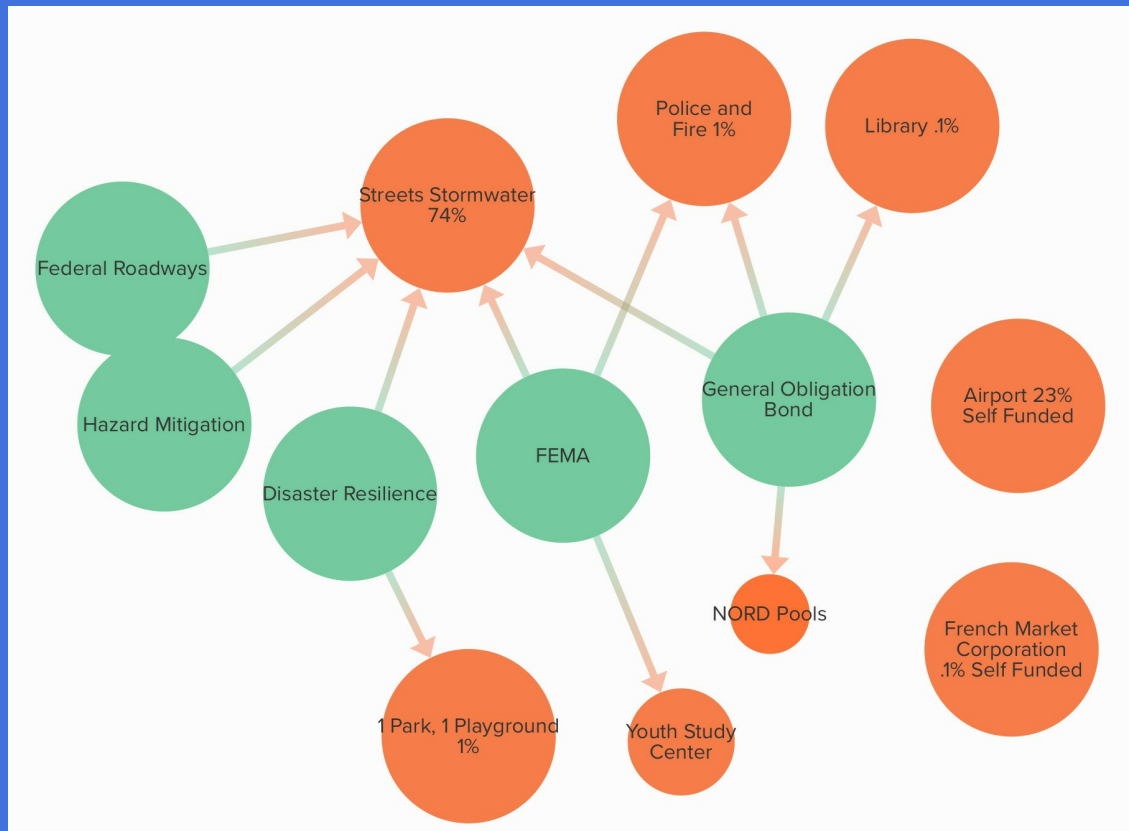 Police and
Fire 1%
Library .1%
Streets Stormwater
74%
Federal Roadways
Hazard Mitigation
General Obligation
Bond
Airport 23%
Self Funded
FEMA
Disaster Resilience
NORD Pools
French Market
Corporation
.1% Self Funded
1 Park, 1 Playground
1%
Youth Study
Center